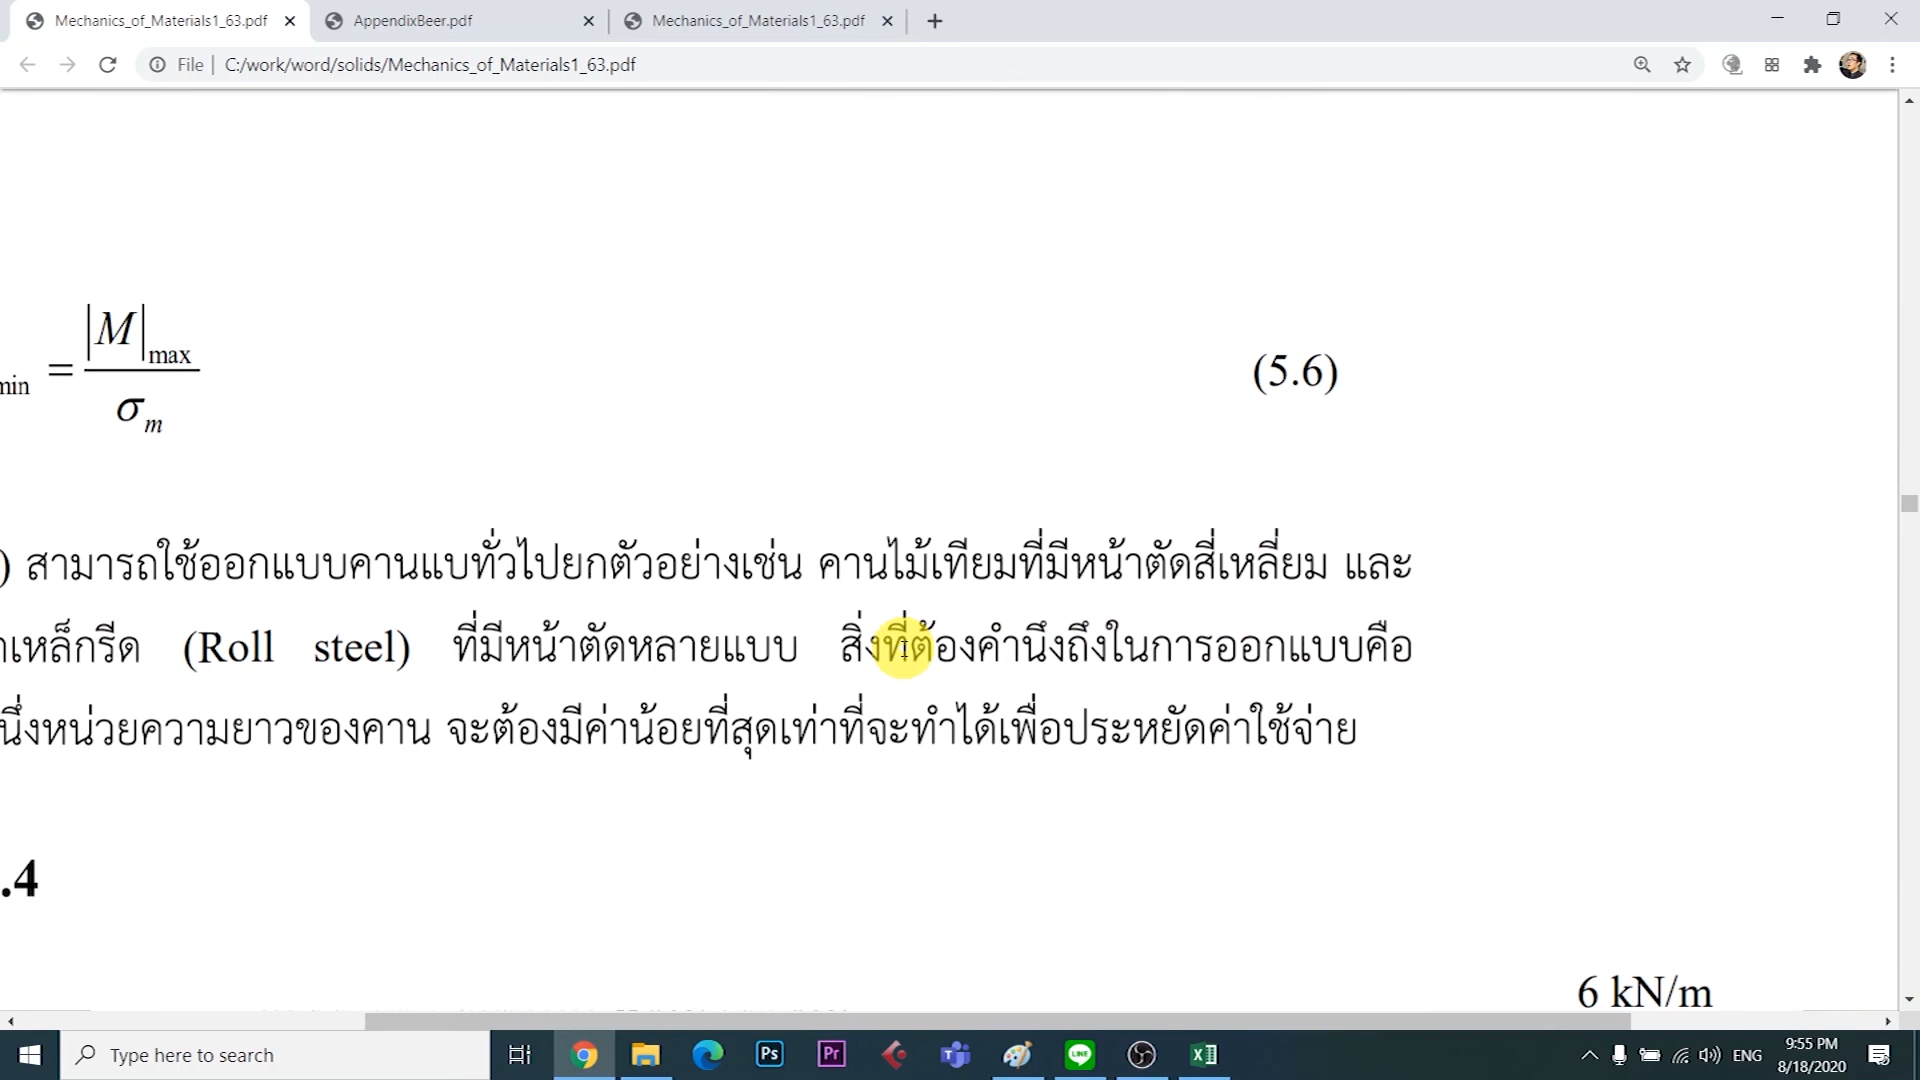 Mechanics_of_Materials1_63.pdf
AppendixBeer.pdf
Mechanics_of_Materials1_63.pdf
File | C:/work/word/solids/Mechanics_of_Materials1_63.pdf
min = |M|max / σm
(5.6)
) สามารถใช้ออกแบบคานแบทั่วไปยกตัวอย่างเช่น คานไม้เทียมที่มีหน้าตัดสี่เหลี่ยม และ
าเหล็กรีด (Roll steel) ที่มีหน้าตัดหลายแบบ สิ่งที่ต้องคำนึงถึงในการออกแบบคือ
นึ่งหน่วยความยาวของคาน จะต้องมีค่าน้อยที่สุดเท่าที่จะทำได้เพื่อประหยัดค่าใช้จ่าย
.4
6 kN/m
Type here to search
Ps
Pr
LINE
ENG
9:55 PM
8/18/2020